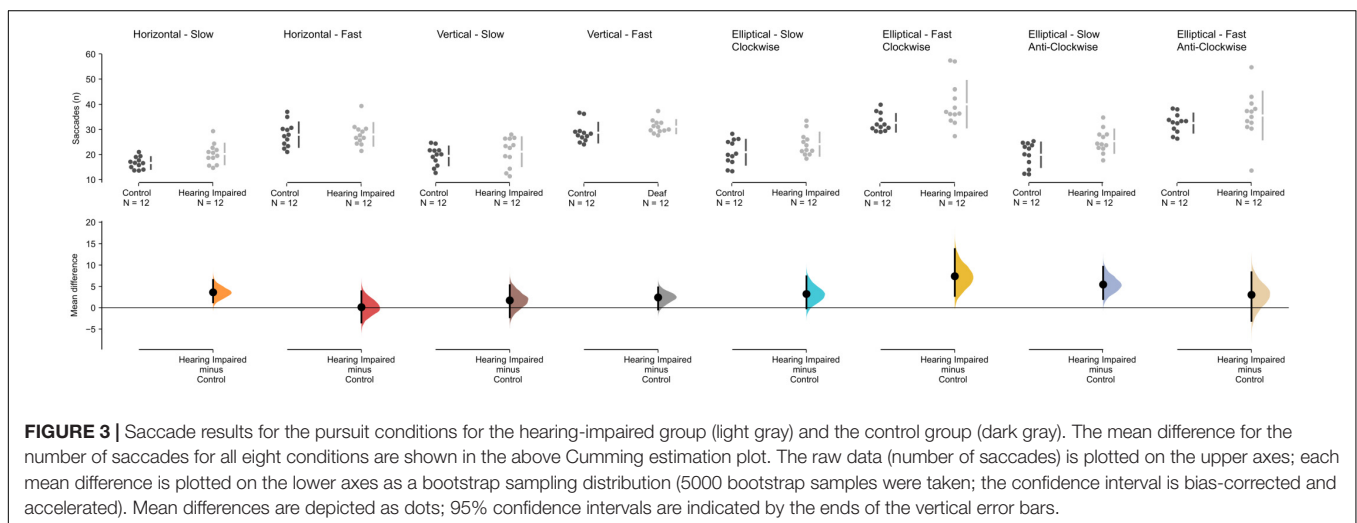 Horizontal - Slow Horizontal - Fast Vertical - Slow Vertical - Fast Elliptical - Slow Elliptical - Fast Elliptical - Slow Elliptical - Fast
Clockwise Clockwise Anti-Clockwise Anti-Clockwise
60
50
40
30
20
10
Saccades (n)
Control Hearing Impaired Control Hearing Impaired Control Hearing Impaired Control Deaf Control Hearing Impaired Control Hearing Impaired Control Hearing Impaired Control Hearing Impaired
N = 12 N = 12 N = 12 N = 12 N = 12 N = 12 N = 12 N = 12 N = 12 N = 12 N = 12 N = 12 N = 12 N = 12 N = 12 N = 12
20
15
10
5
0
-5
Mean difference
Hearing Impaired Hearing Impaired Hearing Impaired Hearing Impaired Hearing Impaired Hearing Impaired Hearing Impaired Hearing Impaired
minus minus minus minus minus minus minus minus
Control Control Control Control Control Control Control Control
FIGURE 3 | Saccade results for the pursuit conditions for the hearing-impaired group (light gray) and the control group (dark gray). The mean difference for the
number of saccades for all eight conditions are shown in the above Cumming estimation plot. The raw data (number of saccades) is plotted on the upper axes; each
mean difference is plotted on the lower axes as a bootstrap sampling distribution (5000 bootstrap samples were taken; the confidence interval is bias-corrected and
accelerated). Mean differences are depicted as dots; 95% confidence intervals are indicated by the ends of the vertical error bars.